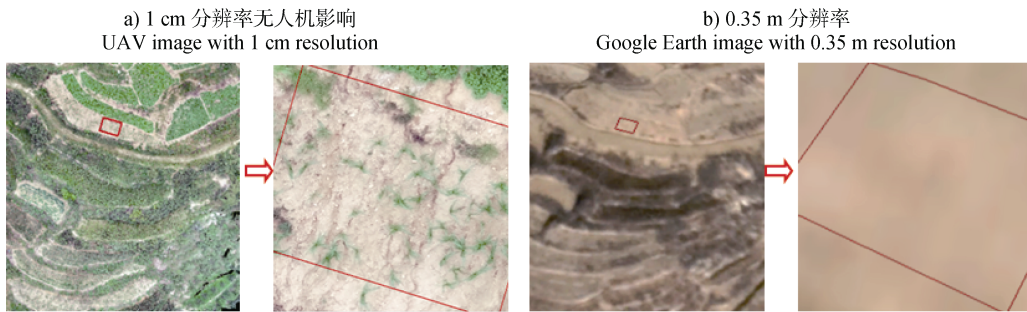 a) 1 cm 分辨率无人机影响
UAV image with 1 cm resolution
b) 0.35 m 分辨率
Google Earth image with 0.35 m resolution